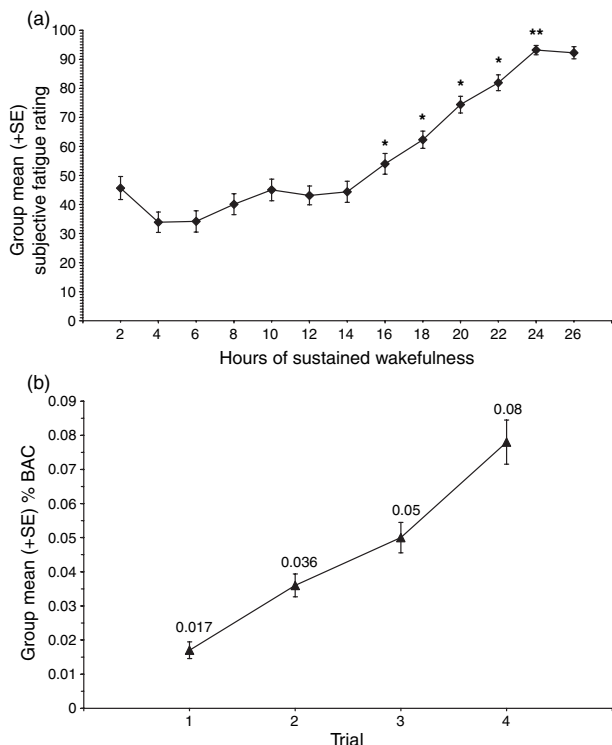 (a)
100
90
80
70
60
50
40
30
20
10
0
Group mean (+SE)
subjective fatigue rating
* * * * **
2 4 6 8 10 12 14 16 18 20 22 24 26
Hours of sustained wakefulness
(b)
0.09
0.08
0.07
0.06
0.05
0.04
0.03
0.02
0.01
0
Group mean (+SE) % BAC
0.017
0.036
0.05
0.08
1 2 3 4
Trial